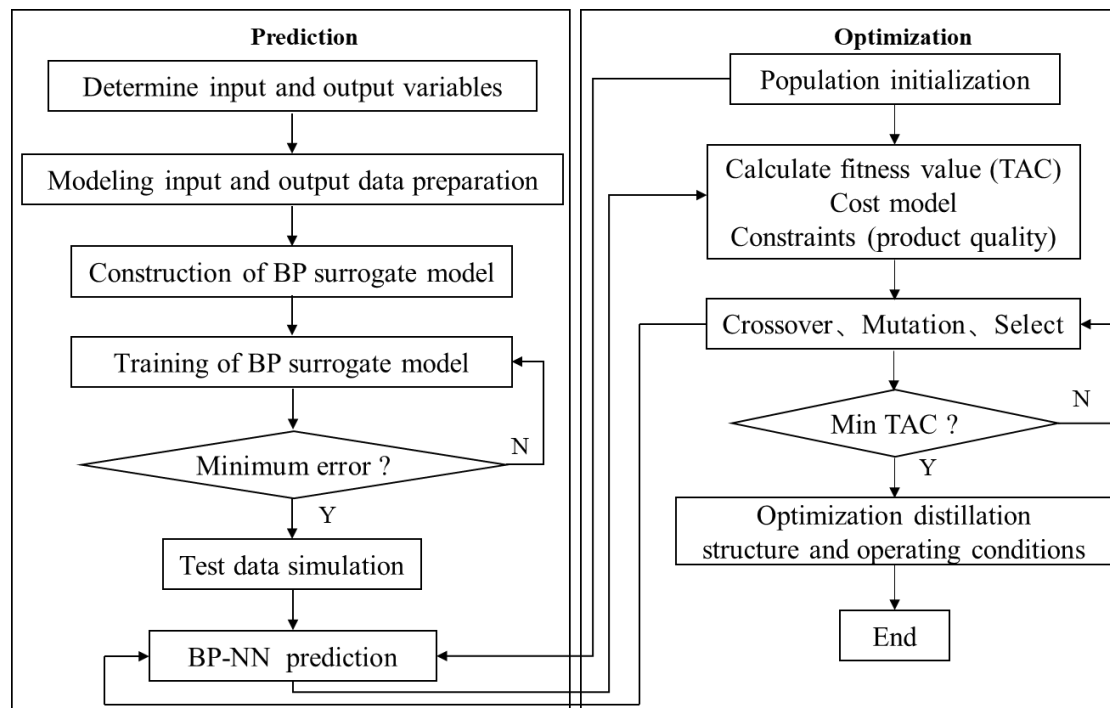 Prediction
Determine input and output variables
Modeling input and output data preparation
Construction of BP surrogate model
Training of BP surrogate model
N
Minimum error ?
Y
Test data simulation
BP-NN prediction
Optimization
Population initialization
Calculate fitness value (TAC)
Cost model
Constraints (product quality)
Crossover、Mutation、Select
N
Min TAC ?
Y
Optimization distillation
structure and operating conditions
End